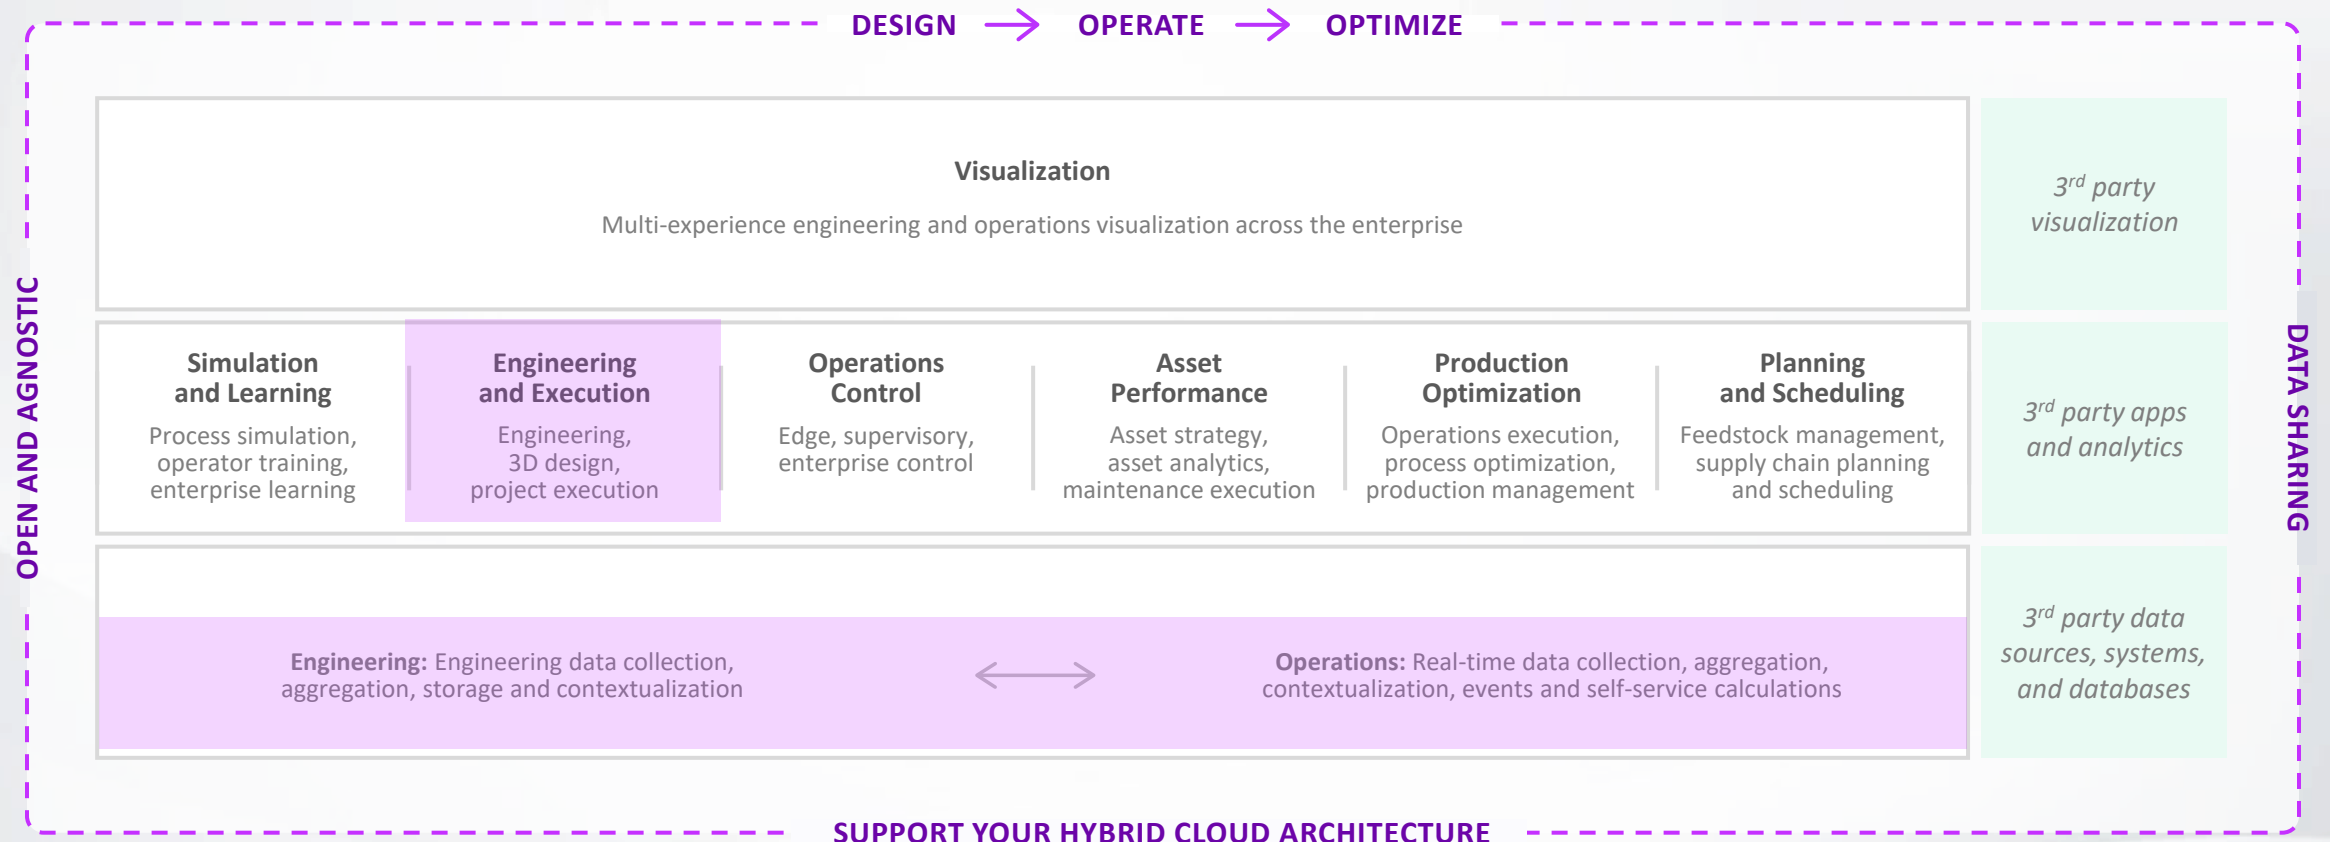 DESIGN → OPERATE → OPTIMIZE
OPEN AND AGNOSTIC
Visualization
Multi-experience engineering and operations visualization across the enterprise
3rd party
visualization
Simulation
and Learning
Process simulation,
operator training,
enterprise learning
Engineering
and Execution
Engineering,
3D design,
project execution
Operations
Control
Edge, supervisory,
enterprise control
Asset
Performance
Asset strategy,
asset analytics,
maintenance execution
Production
Optimization
Operations execution,
process optimization,
production management
Planning
and Scheduling
Feedstock management,
supply chain planning
and scheduling
3rd party apps
and analytics
Engineering: Engineering data collection,
aggregation, storage and contextualization
Operations: Real-time data collection, aggregation,
contextualization, events and self-service calculations
3rd party data
sources, systems,
and databases
DATA SHARING
SUPPORT YOUR HYBRID CLOUD ARCHITECTURE